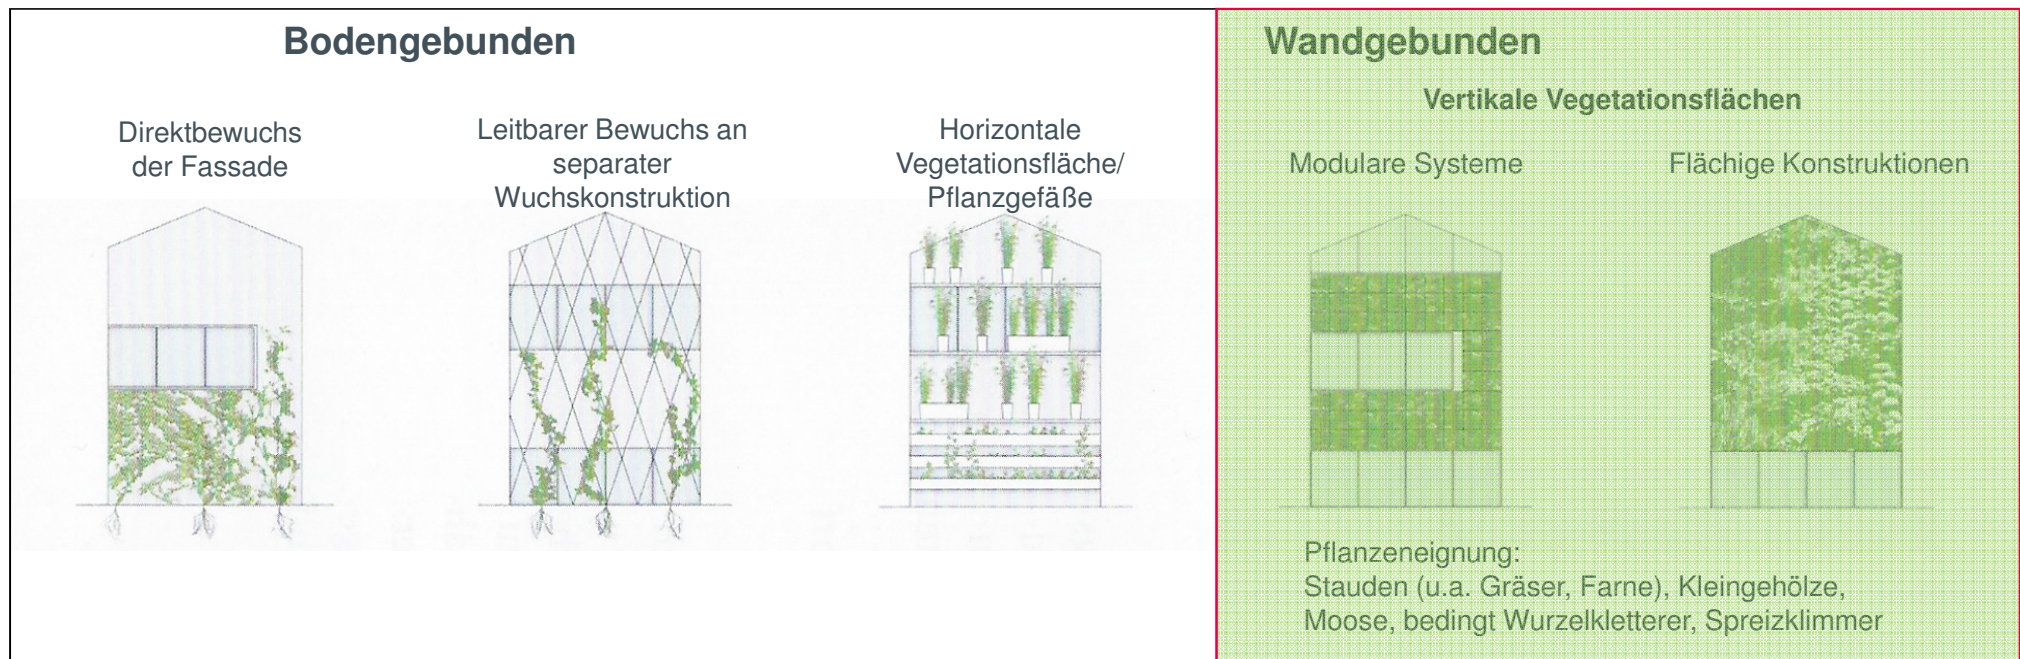 Bodengebunden
Direktbewuchs
der Fassade
Leitbarer Bewuchs an
separater
Wuchskonstruktion
Horizontale
Vegetationsfläche/
Pflanzgefäße
Wandgebunden
Vertikale Vegetationsflächen
Modulare Systeme
Flächige Konstruktionen
Pflanzeneignung:
Stauden (u.a. Gräser, Farne), Kleingehölze,
Moose, bedingt Wurzelkletterer, Spreizklimmer